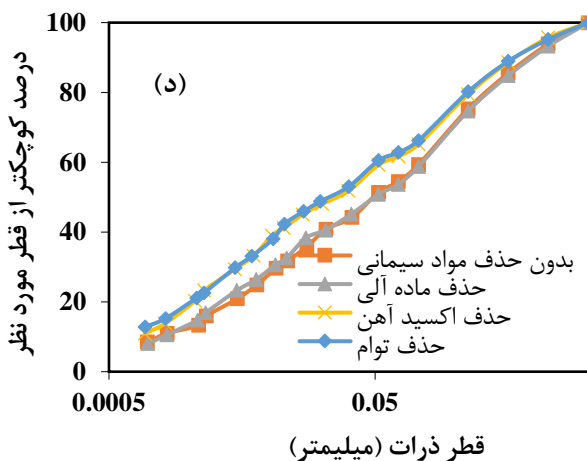 100
80
60
40
20
0
درصد کوچکتر از قطر مورد نظر
(د)
بدون حذف مواد سیمانی
حذف ماده آلی
حذف اکسید آهن
حذف توام
0.0005
0.05
قطر ذرات (میلیمتر)